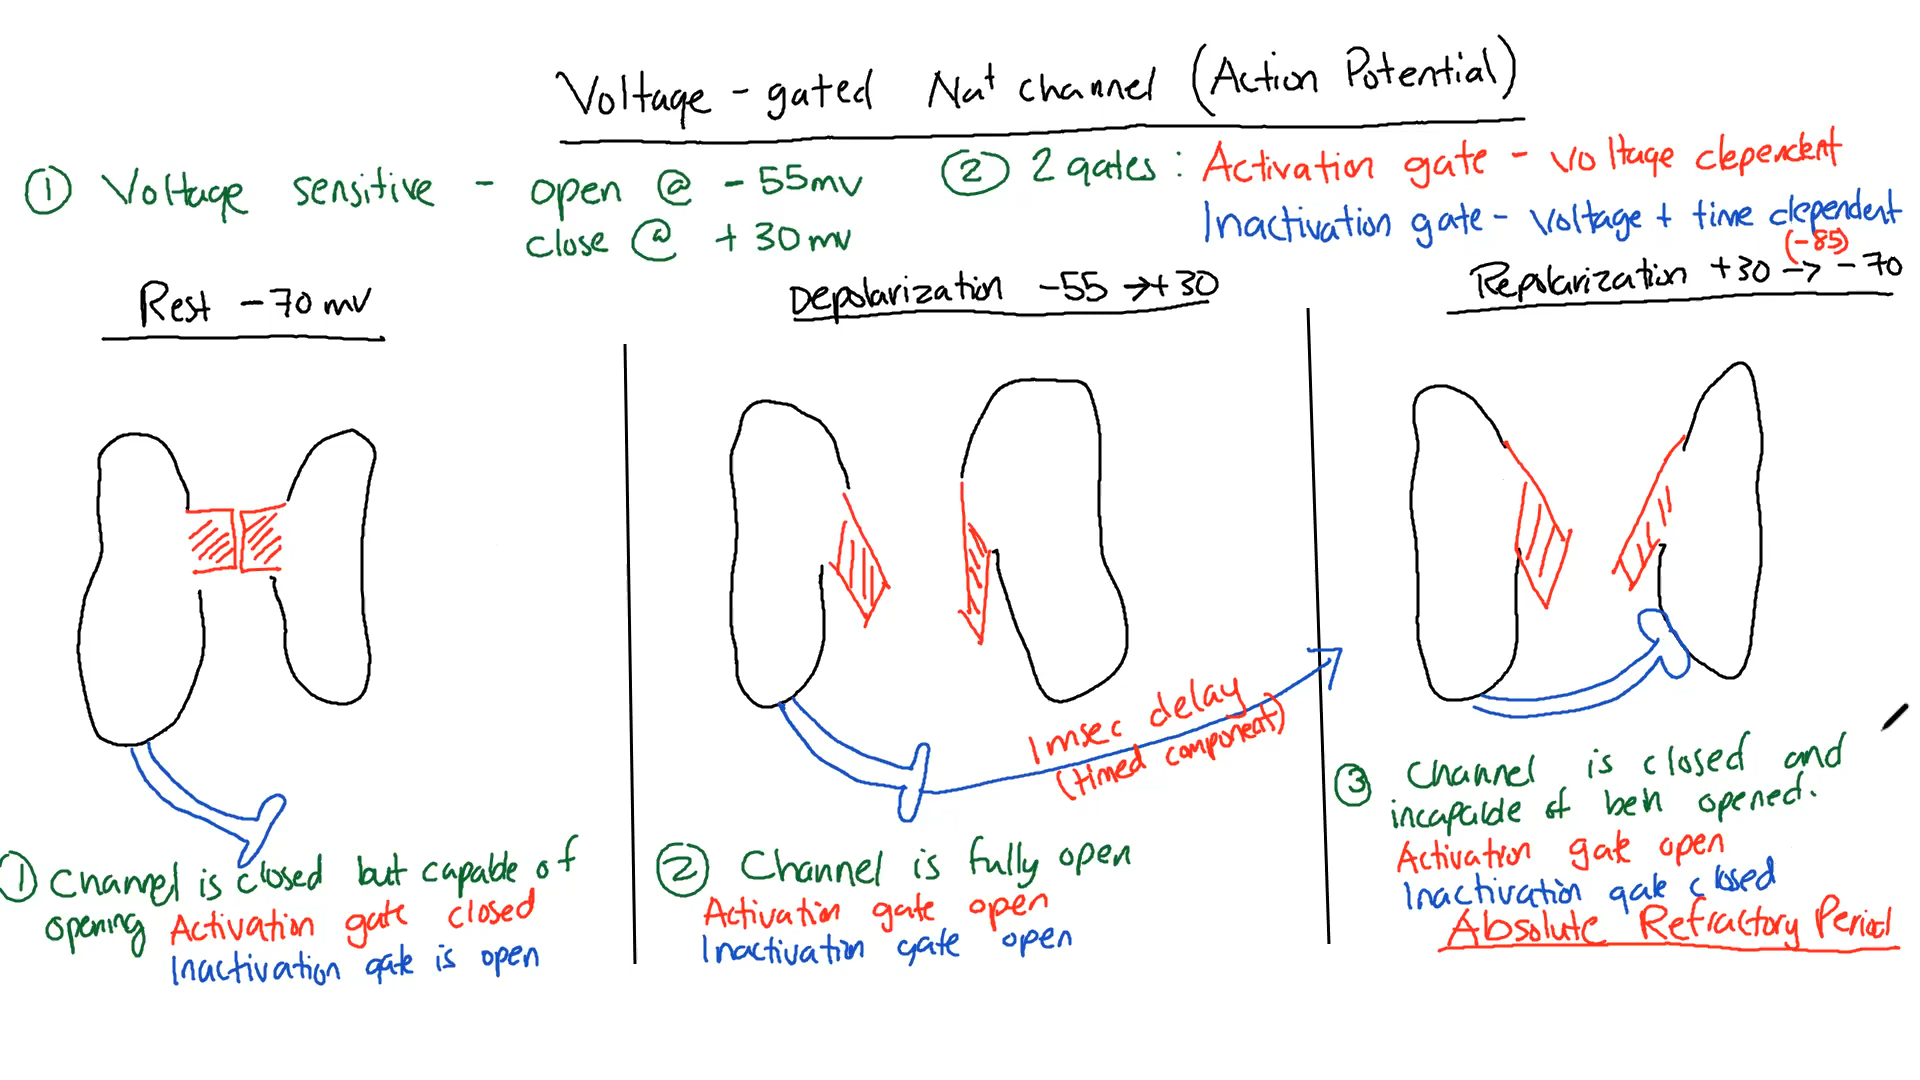 Voltage - gated Na+ channel (Action Potential)
① Voltage sensitive - open @ -55mv
close @ +30mv
② 2 gates: Activation gate - voltage dependent
Inactivation gate - voltage + time dependent
Rest -70mv
Depolarization -55 → +30
(-85)
Repolarization +30 → -70
1msec delay
(timed component)
① Channel is closed but capable of
opening Activation gate closed
Inactivation gate is open
② Channel is fully open
Activation gate open
Inactivation gate open
③ Channel is closed and
incapable of beh opened.
Activation gate open
Inactivation gate closed
Absolute Refractory Period